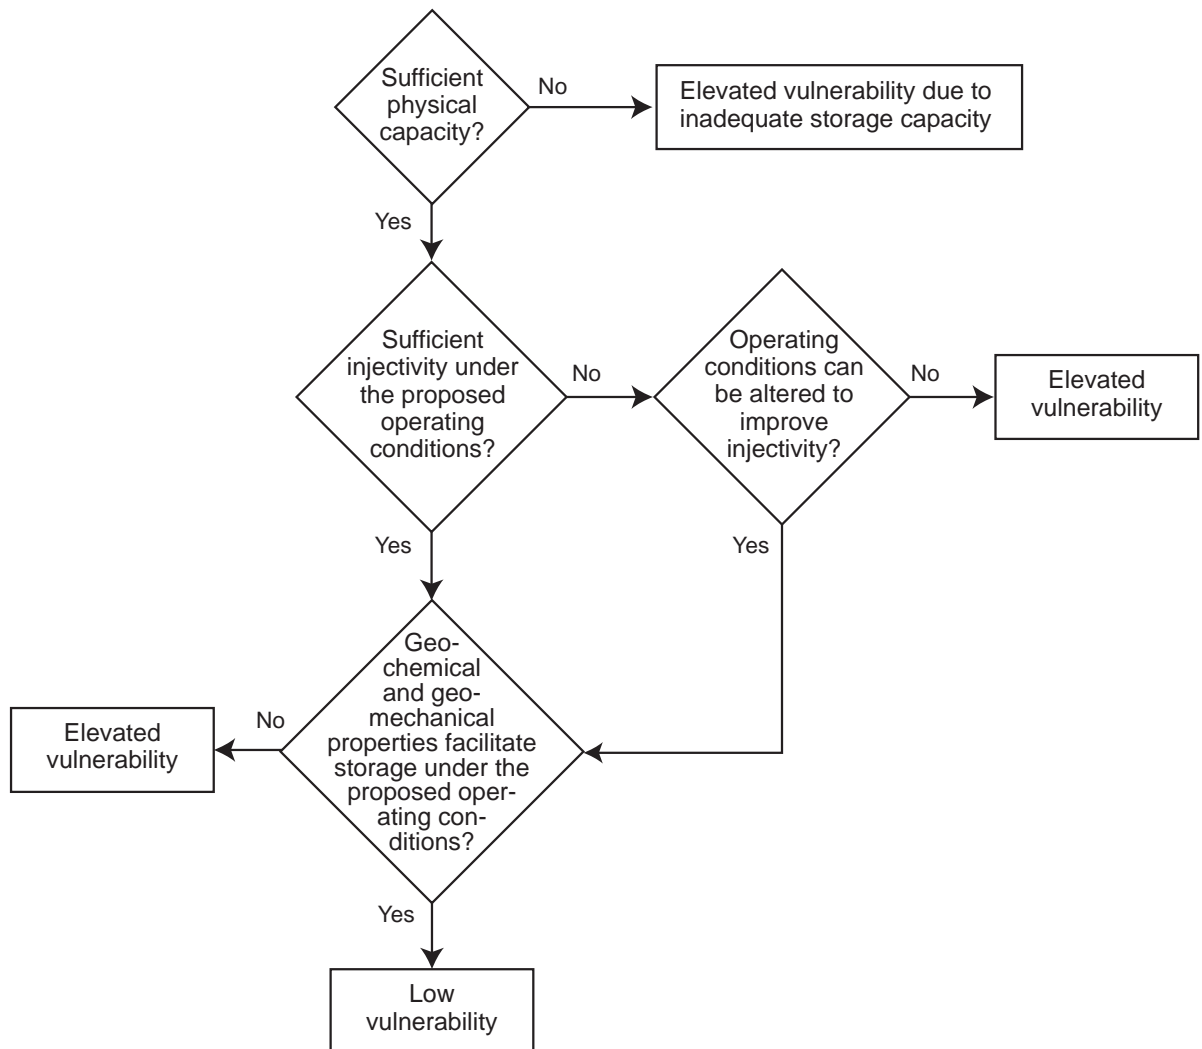 Sufficient
physical
capacity?
No
Elevated vulnerability due to
inadequate storage capacity
Yes
Sufficient
injectivity under
the proposed
operating
conditions?
No
Operating
conditions can
be altered to
improve
injectivity?
No
Elevated
vulnerability
Yes
Yes
Geo-
chemical
and geo-
mechanical
properties facilitate
storage under the
proposed oper-
ating con-
ditions?
No
Elevated
vulnerability
Yes
Low
vulnerability